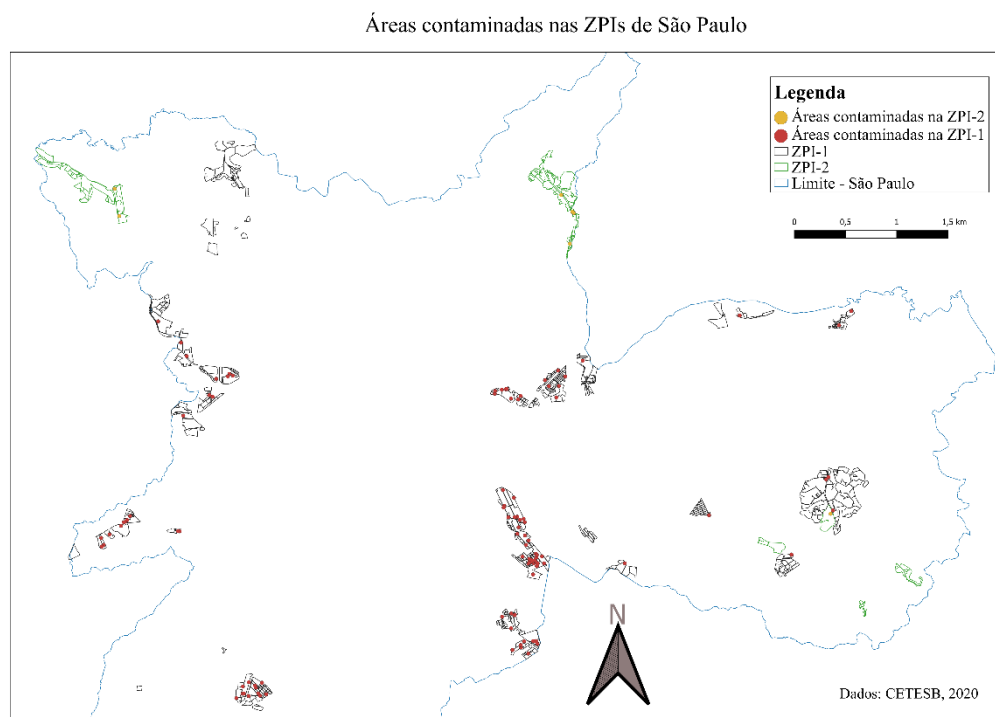 Áreas contaminadas nas ZPIs de São Paulo
Legenda
Áreas contaminadas na ZPI-2
Áreas contaminadas na ZPI-1
ZPI-1
ZPI-2
Limite - São Paulo
0 0,5 1 1,5 km
N
Dados: CETESB, 2020